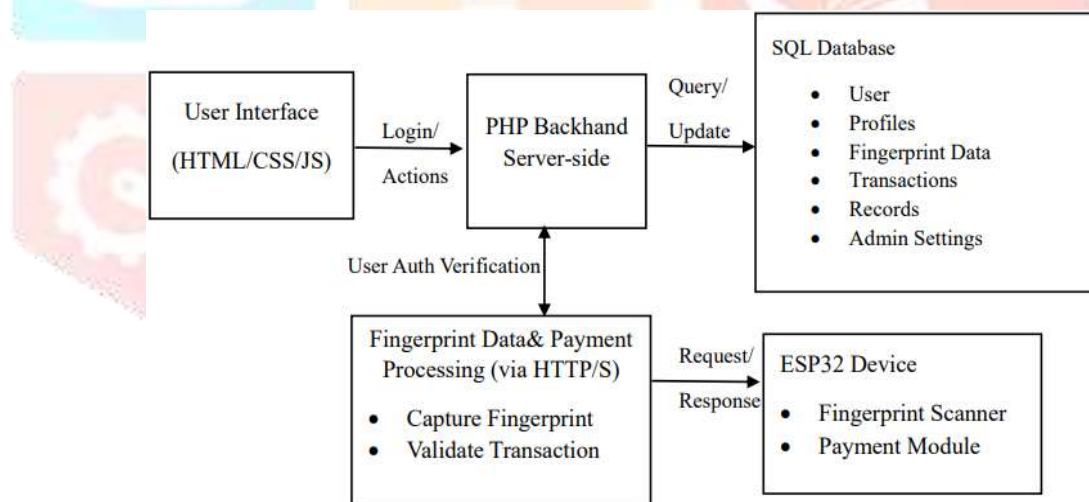 User Interface
(HTML/CSS/JS)
Login/
Actions
PHP Backhand
Server-side
Query/
Update
SQL Database
• User
• Profiles
• Fingerprint Data
• Transactions
• Records
• Admin Settings
User Auth Verification
Fingerprint Data& Payment
Processing (via HTTP/S)
• Capture Fingerprint
• Validate Transaction
Request/
Response
ESP32 Device
• Fingerprint Scanner
• Payment Module